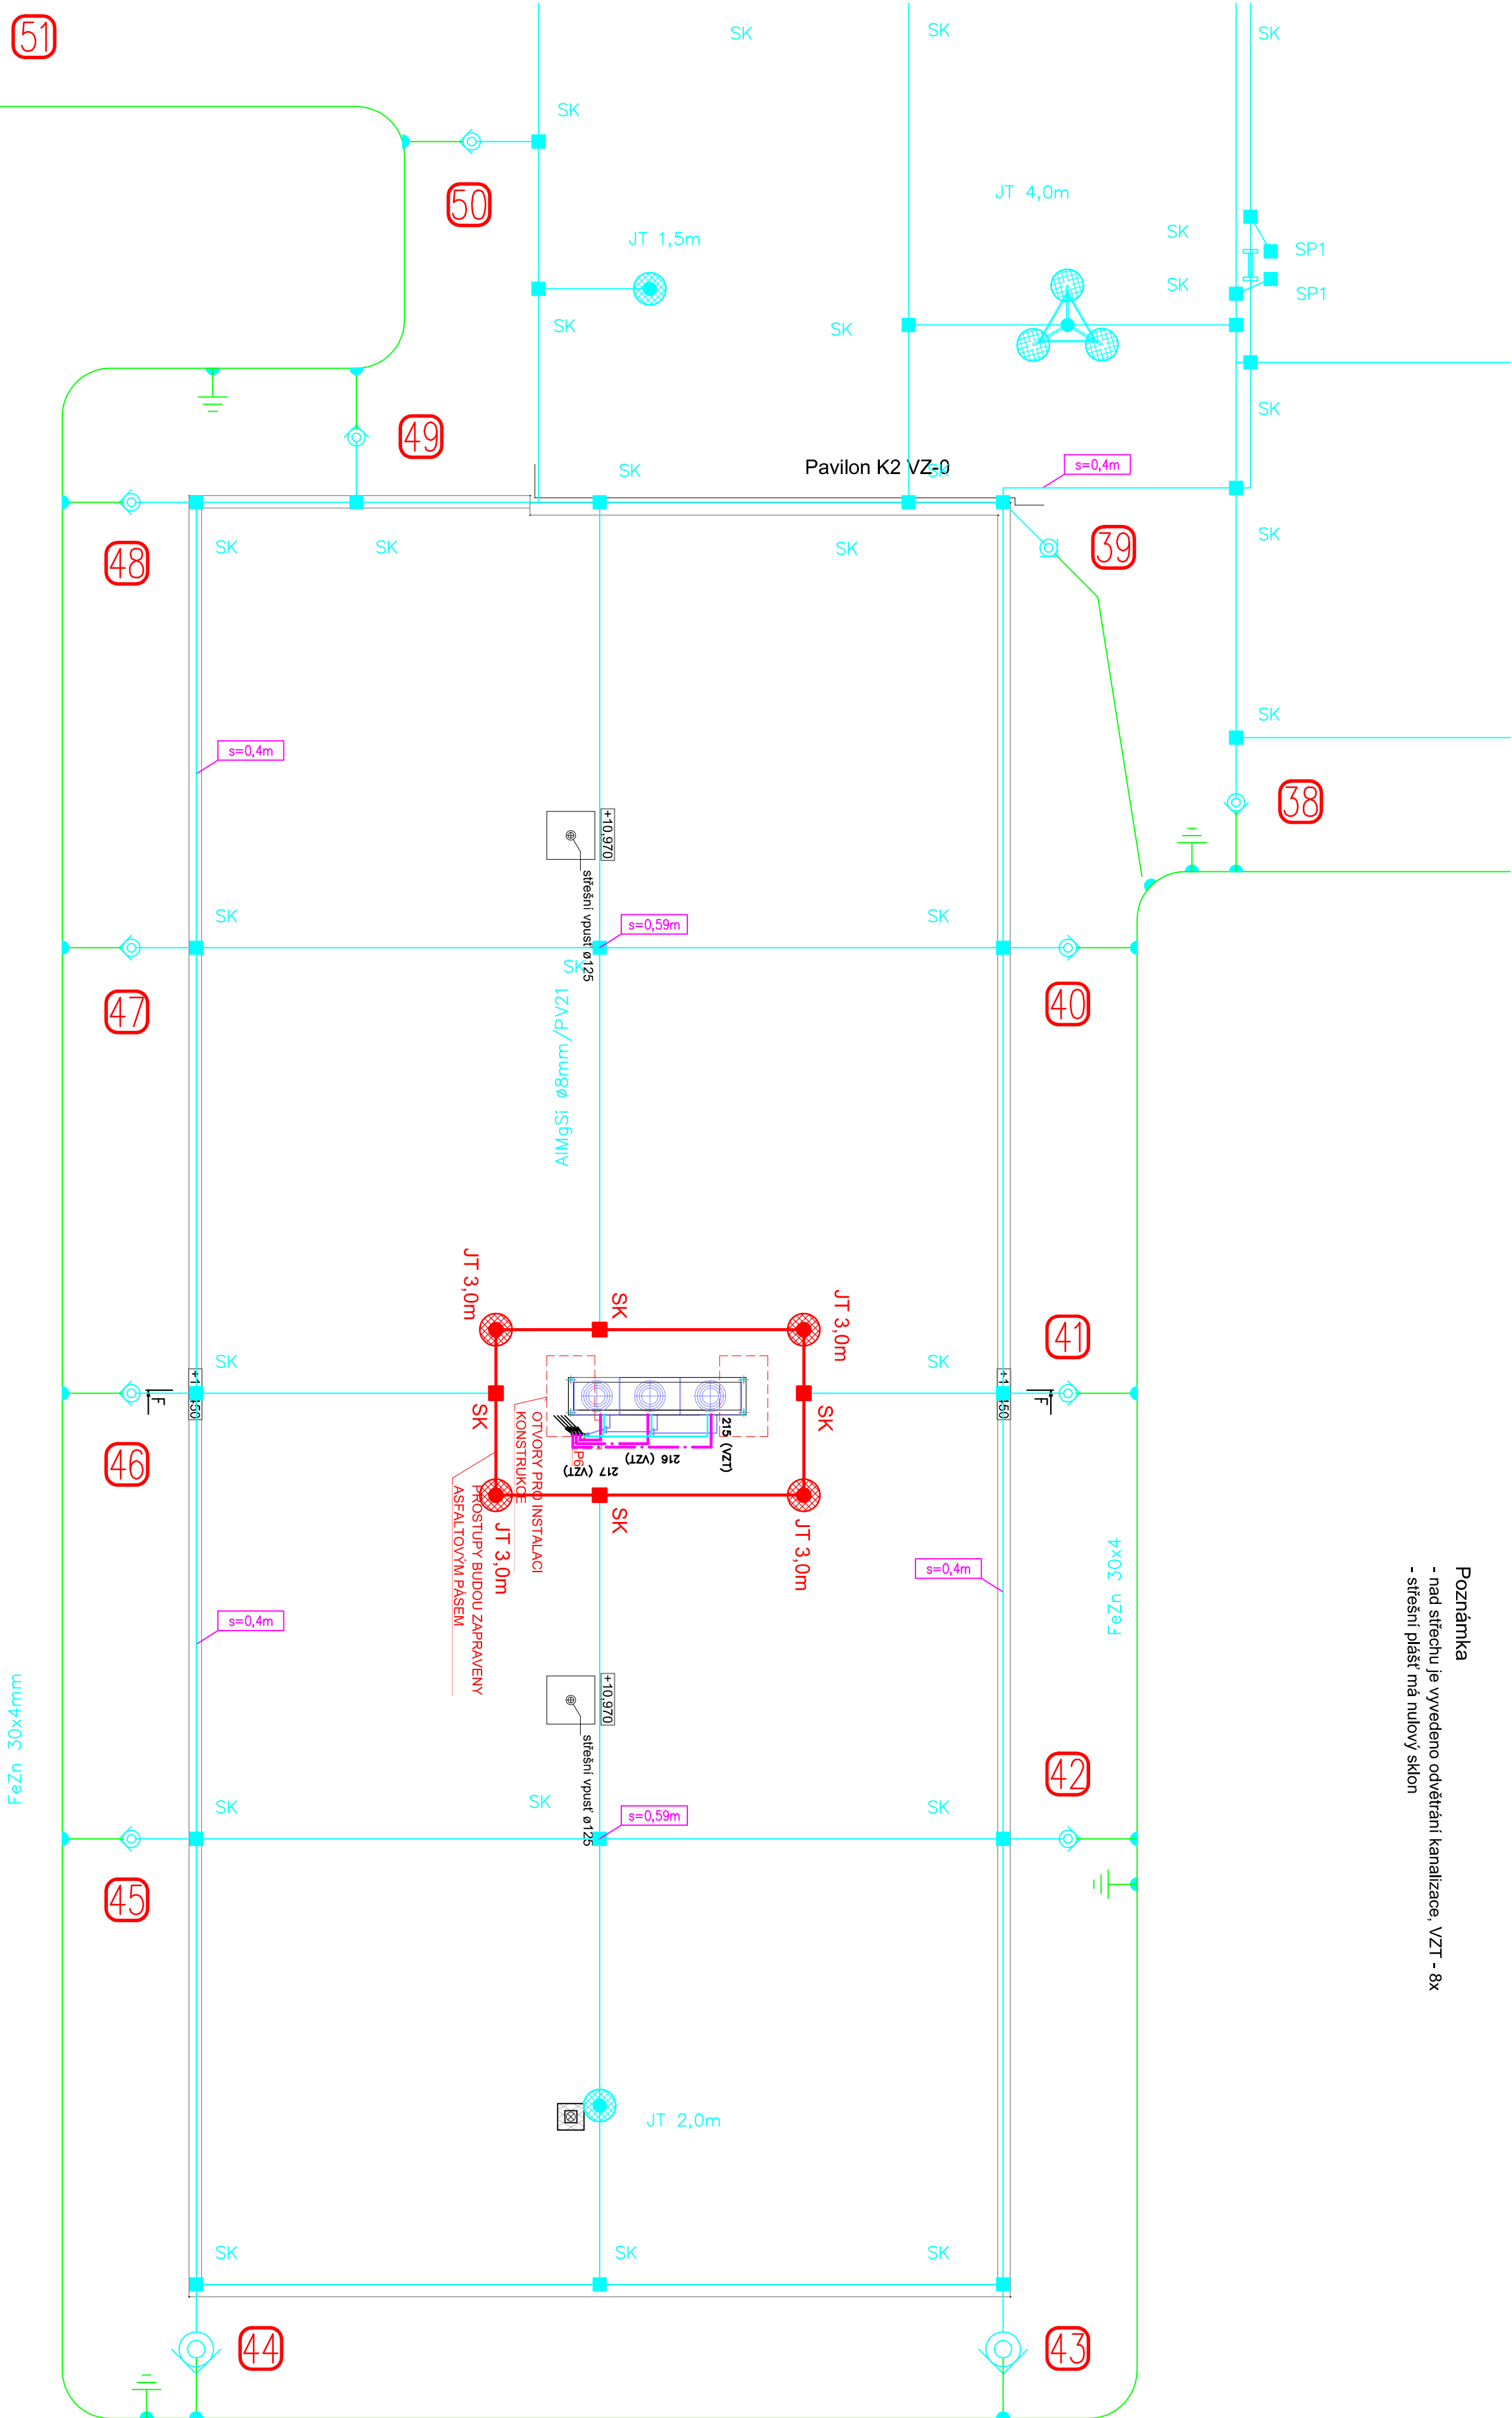 51
SK
SK
SK
SK
50
JT 4,0m
JT 1,5m
SK
SP1
SK
SP1
SK
SK
49
SK
Pavilon K2 VZ-0
SK
SK
s=0,4m
48
SK
SK
SK
39
SK
SK
s=0,4m
38
+10,970
střešní vpusť ø125
SK
s=0,59m
SK
SK
47
40
AlMgSi ø8mm/PV21
JT 3,0m
SK
JT 3,0m
41
SK
SK
F
F
SK
SK
46
OTVORY PRO INSTALACI
KONSTRUKCE
P6
215 (VZT)
216 (VZT)
217 (VZT)
PROSTUPY BUDOU ZAPRAVENY
ASFALTOVÝM PÁSEM
JT 3,0m
SK
JT 3,0m
s=0,4m
FeZn 30x4
Poznámka
- nad střechu je vyvedeno odvětrání kanalizace, VZT - 8x
- střešní plášť má nulový sklon
s=0,4m
FeZn 30x4mm
+10,970
střešní vpusť ø125
42
SK
SK
s=0,59m
SK
45
JT 2,0m
SK
SK
SK
44
43